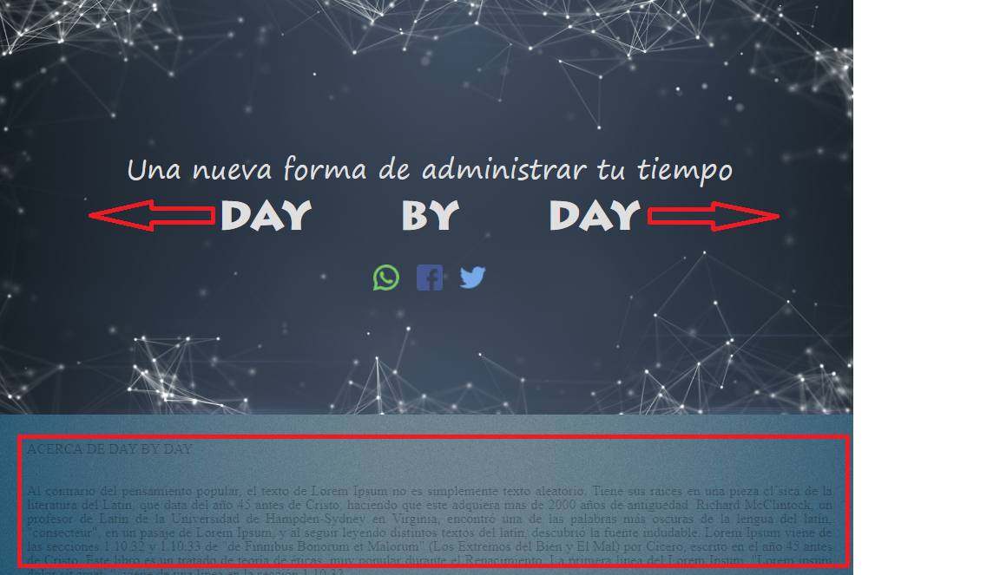 Una nueva forma de administrar tu tiempo
DAY BY DAY
ACERCA DE DAY BY DAY
Al contrario del pensamiento popular, el texto de Lorem Ipsum no es simplemente texto aleatorio. Tiene sus raices en una pieza cl´sica de la
literatura del Latin, que data del año 45 antes de Cristo, haciendo que este adquiera mas de 2000 años de antiguedad. Richard McClintock, un
profesor de Latin de la Universidad de Hampden-Sydney en Virginia, encontró una de las palabras más oscuras de la lengua del latín,
"consecteur", en un pasaje de Lorem Ipsum, y al seguir leyendo distintos textos del latín, descubrió la fuente indudable. Lorem Ipsum viene de
las secciones 1.10.32 y 1.10.33 de "de Finnibus Bonorum et Malorum" (Los Extremos del Bien y El Mal) por Cicero, escrito en el año 45 antes
de Cristo. Este libro es un tratado de teoría de éticas, muy popular durante el Renacimiento. La primera linea del Lorem Ipsum, "Lorem ipsum
dolor sit amet..", viene de una linea en la sección 1.10.32